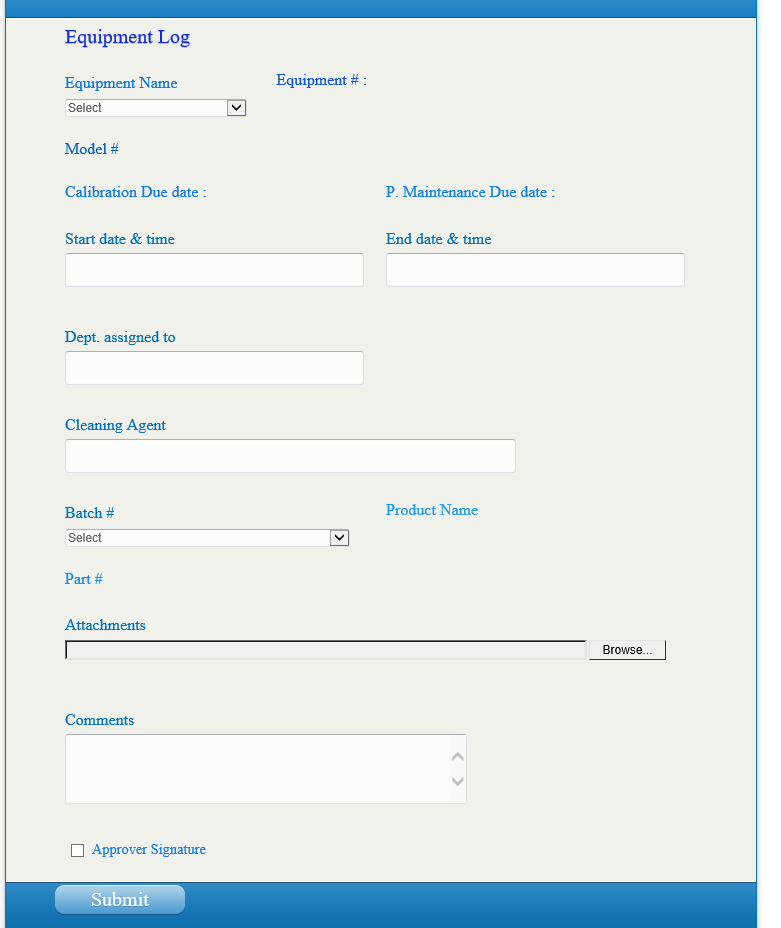 Equipment Log
Equipment Name
Equipment # :
Select
Model #
Calibration Due date :
P. Maintenance Due date :
Start date & time
End date & time
Dept. assigned to
Cleaning Agent
Batch #
Product Name
Select
Part #
Attachments
Browse...
Comments
Approver Signature
Submit